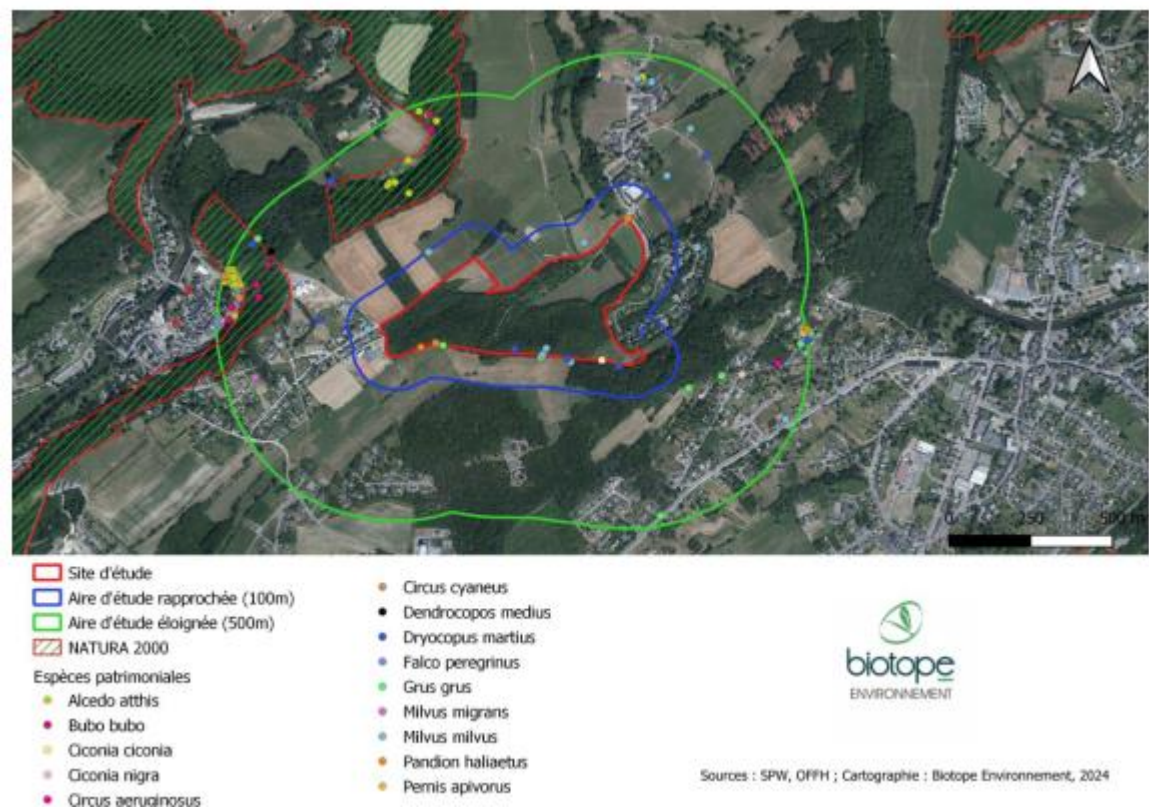 0 250 500 m
Site d'étude
Aire d'étude rapprochée (100m)
Aire d'étude éloignée (500m)
NATURA 2000
Espèces patrimoniales
Alcedo atthis
Bubo bubo
Ciconia ciconia
Ciconia nigra
Circus aeruginosus
Circus cyaneus
Dendrocopos medius
Dryocopus martius
Falco peregrinus
Grus grus
Milvus migrans
Milvus milvus
Pandion haliaetus
Pernis apivorus
biotope
ENVIRONNEMENT
Sources : SPW, OFFH ; Cartographie : Biotope Environnement, 2024